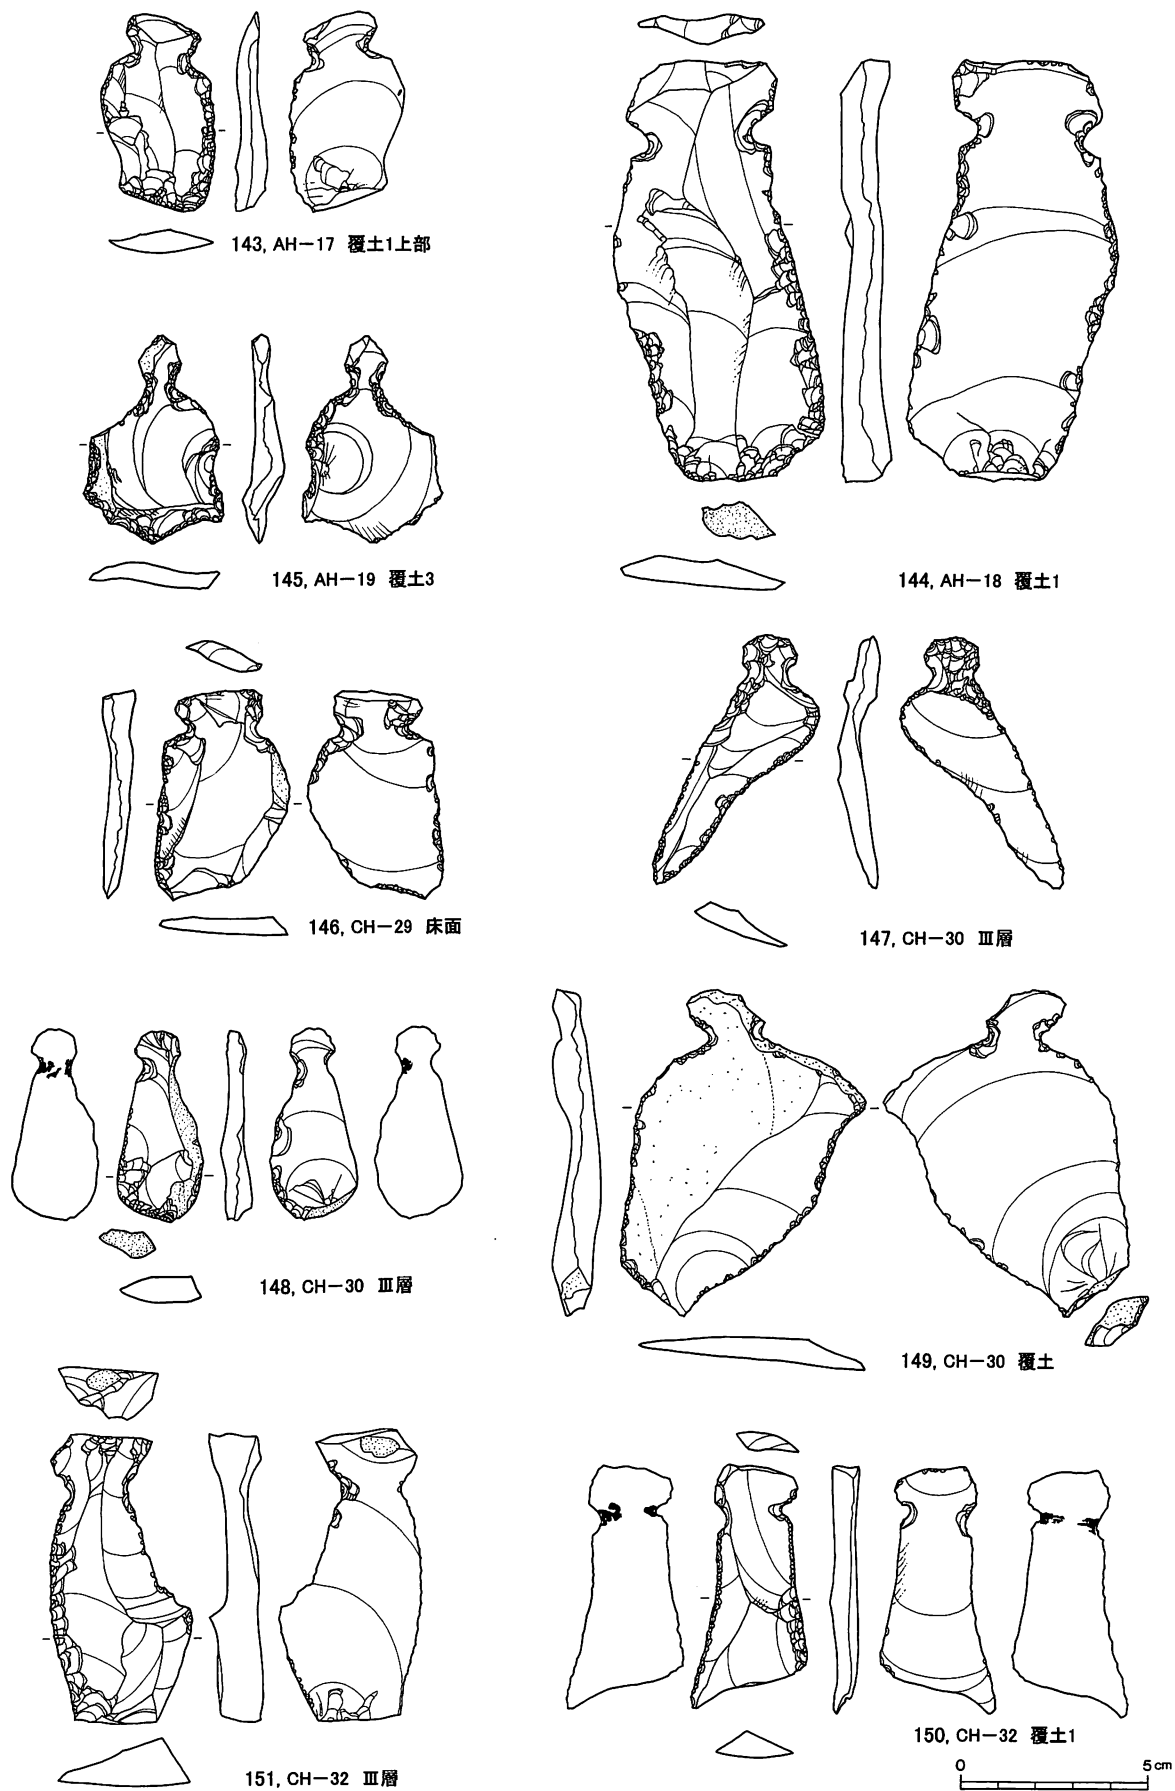 143, AH－17 覆土1上部
145, AH－19 覆土3
144, AH－18 覆土1
146, CH－29 床面
147, CH－30 Ⅲ層
148, CH－30 Ⅲ層
149, CH－30 覆土
150, CH－32 覆土1
151, CH－32 Ⅲ層
0 5cm